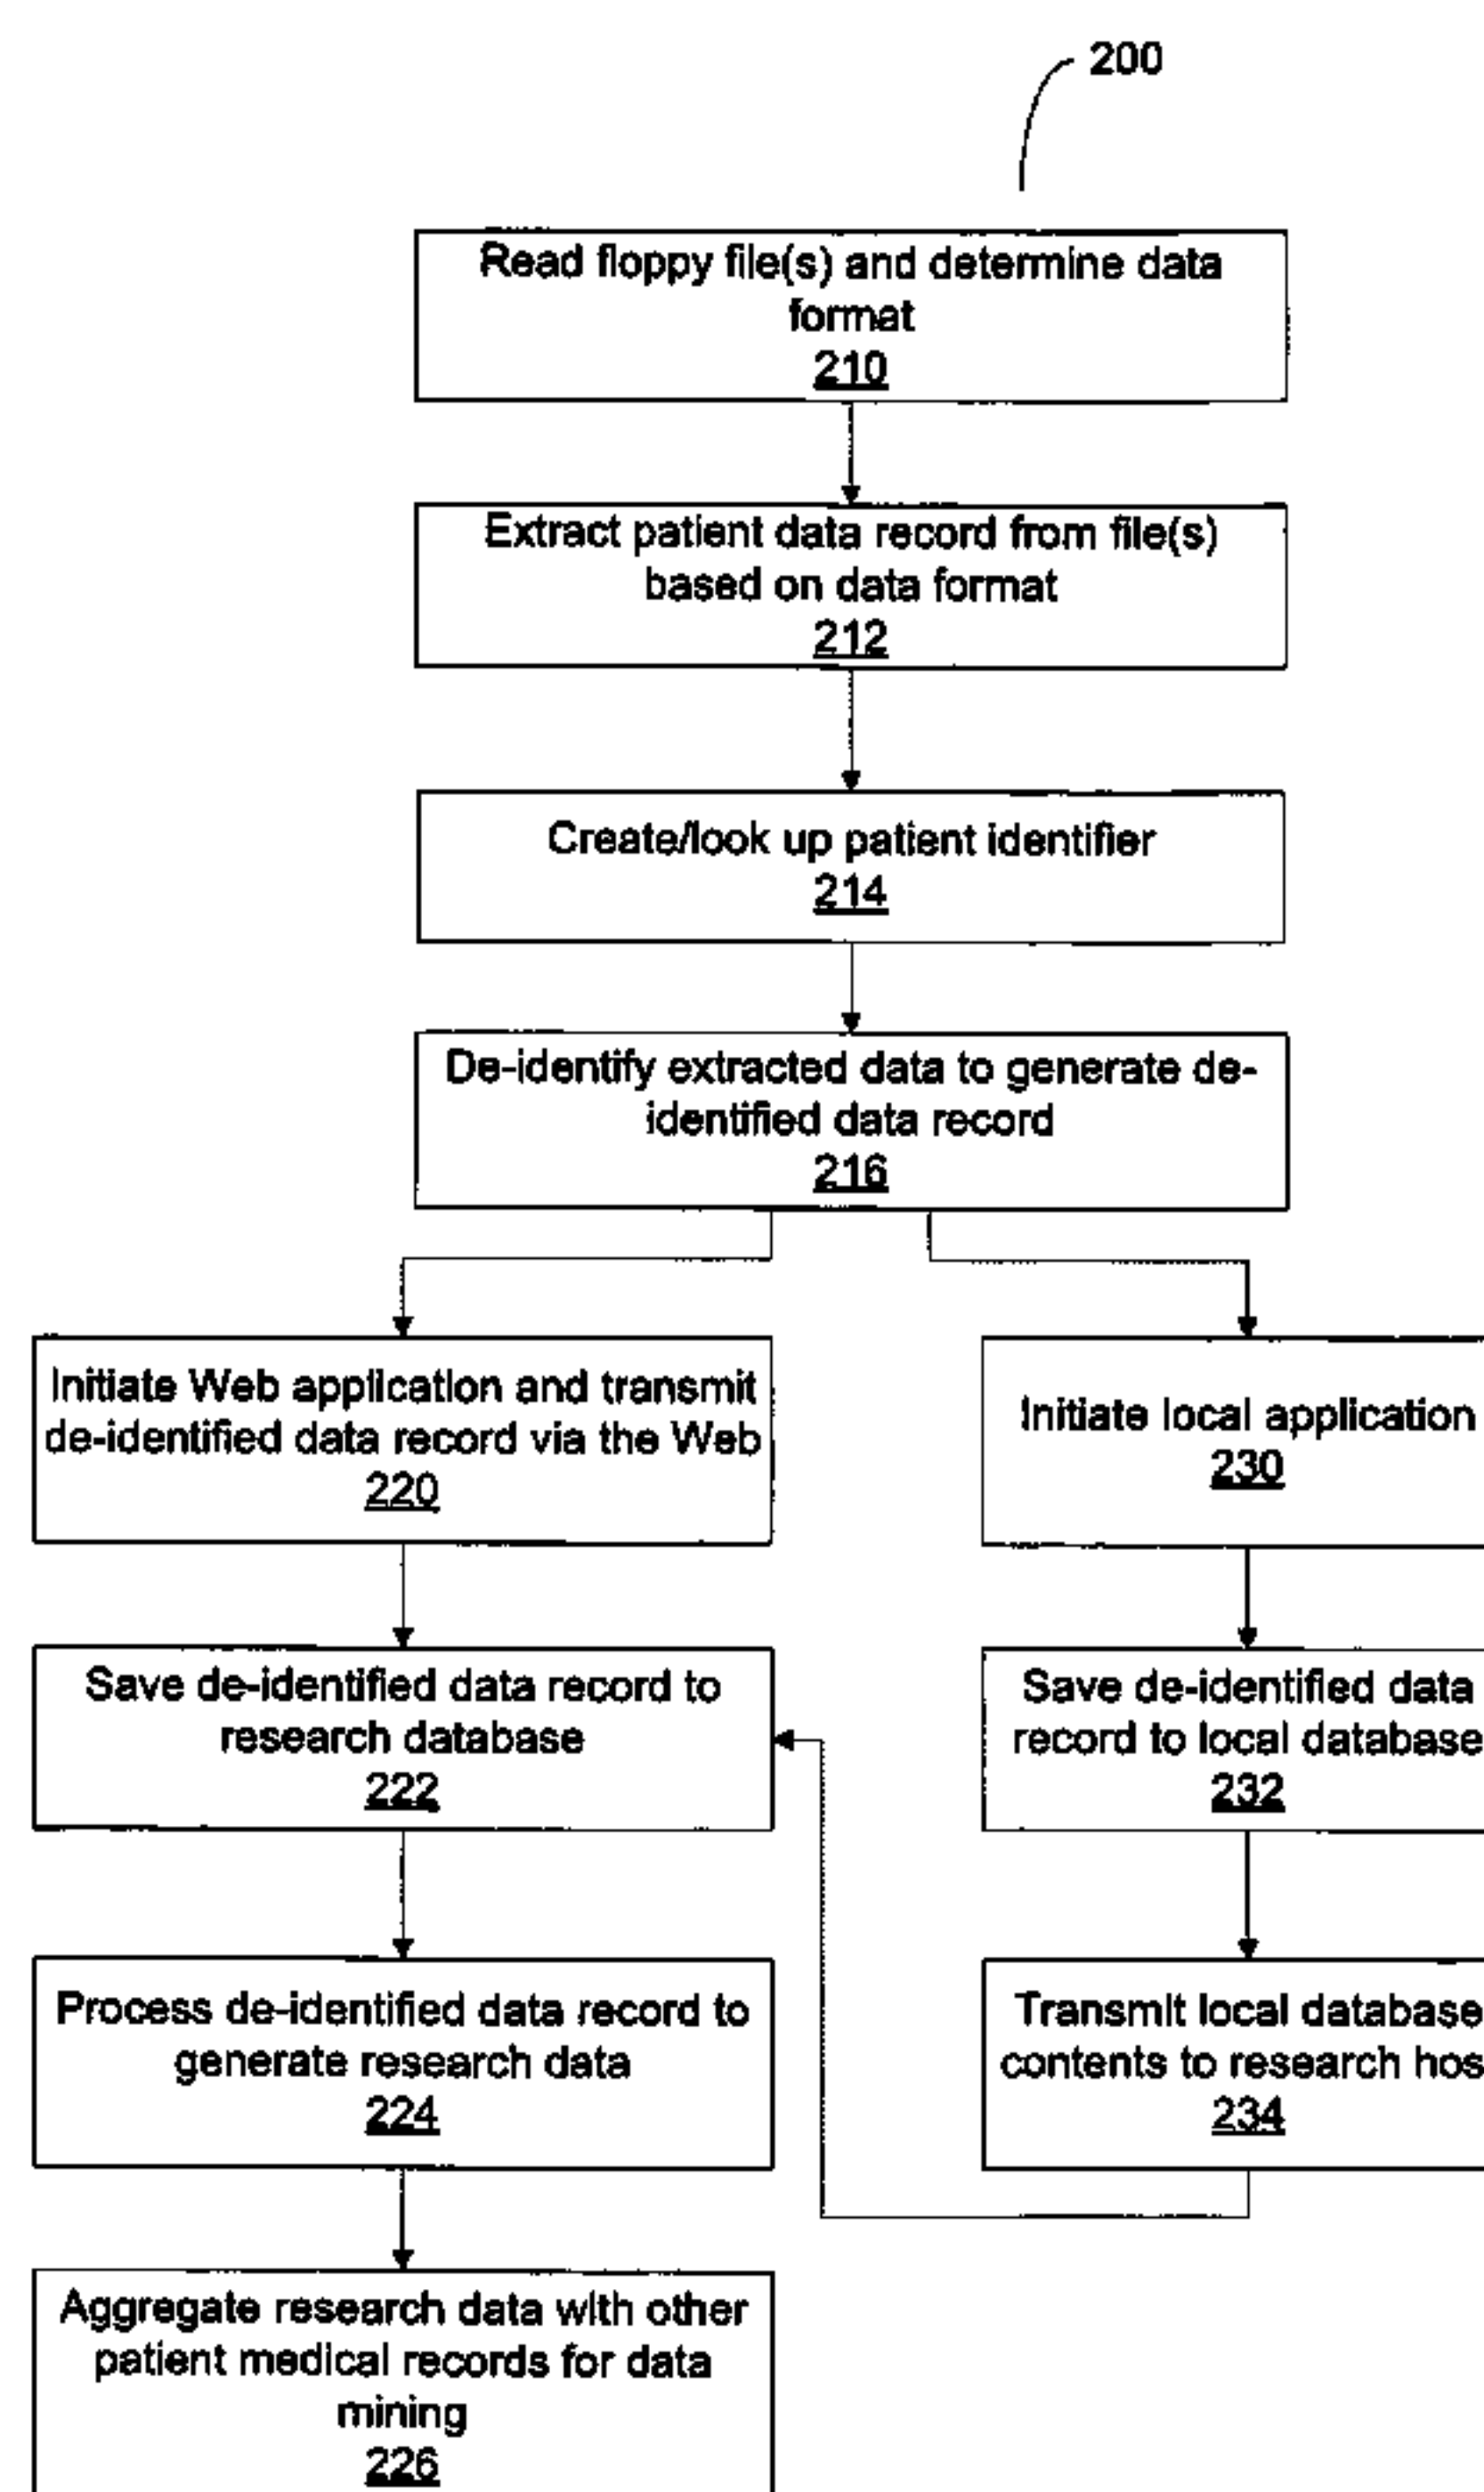 200
Read floppy file(s) and determine data
format
210
Extract patient data record from file(s)
based on data format
212
Create/look up patient identifier
214
De-identify extracted data to generate de-
identified data record
216
Initiate Web application and transmit
de-identified data record via the Web
220
Initiate local application
230
Save de-identified data record to
research database
222
Save de-identified data
record to local database
232
Process de-identified data record to
generate research data
224
Transmit local database
contents to research hos
234
Aggregate research data with other
patient medical records for data
mining
226